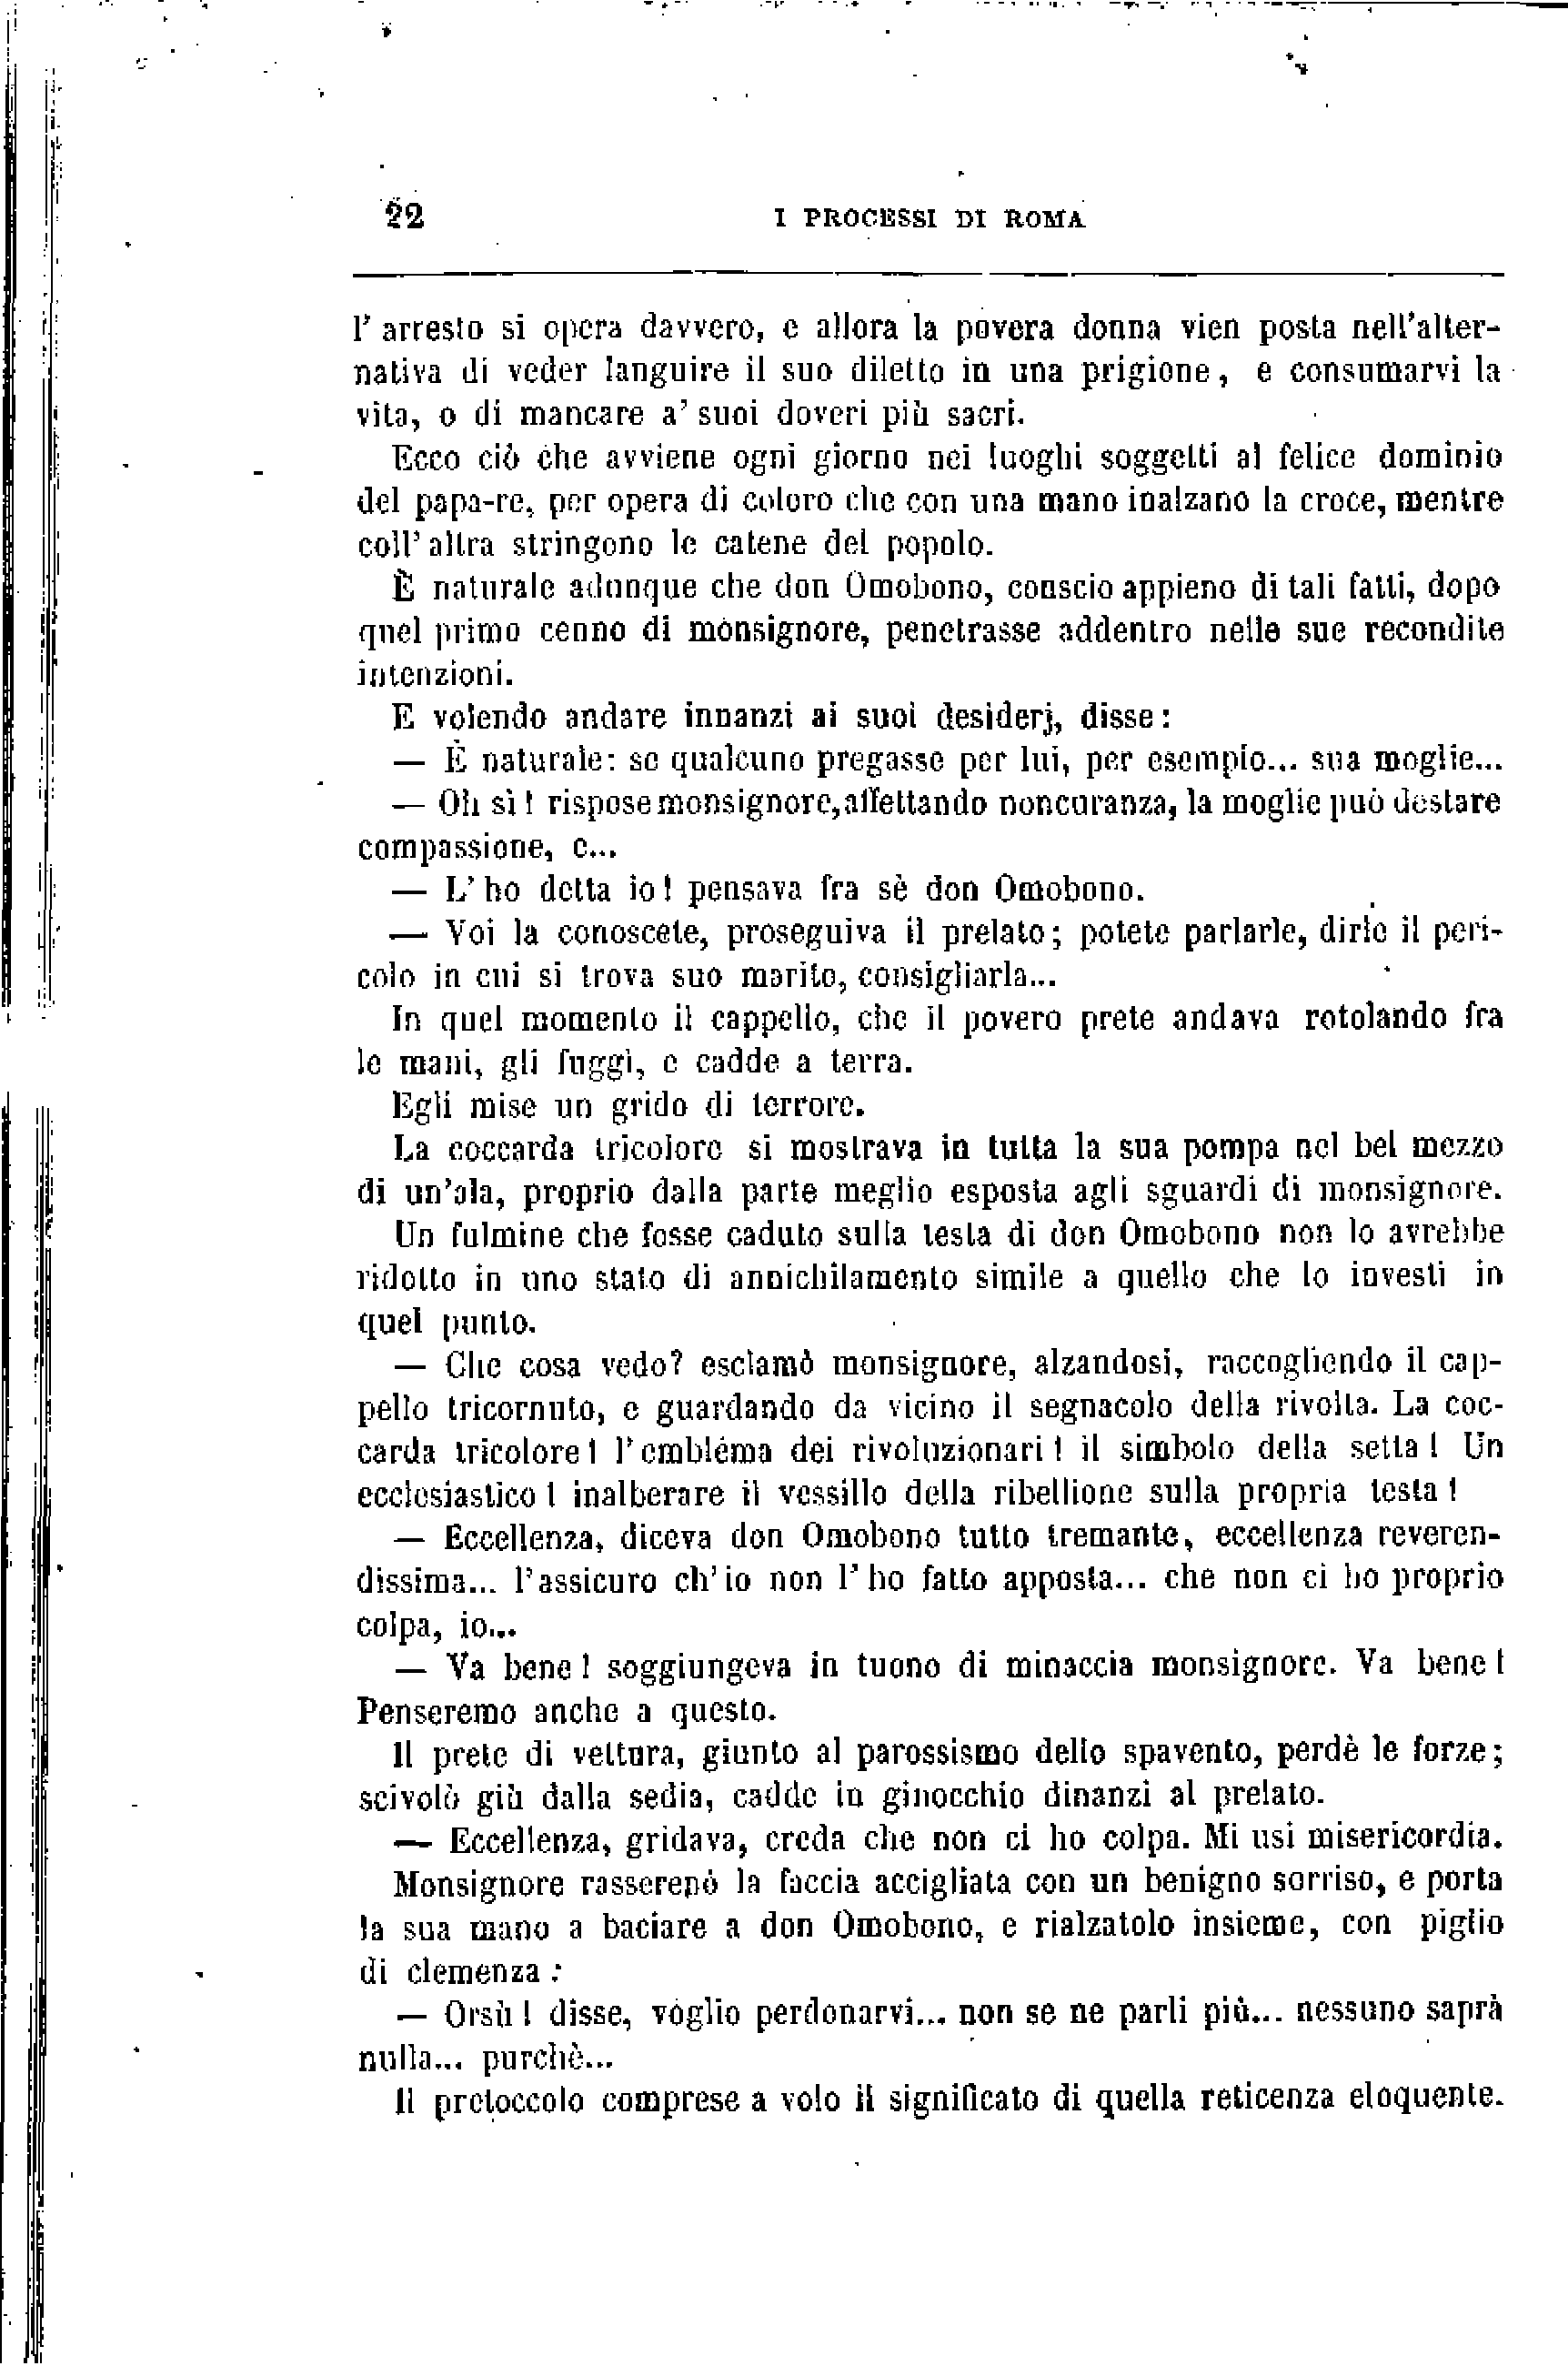 22 I PROCESSI DI ROMA
l' arresto si opera davvero, e allora la povera donna vien posta nell'alter-
nativa di veder languire il suo diletto in una prigione, e consumarvi la
vita, o di mancare a' suoi doveri più sacri.
Ecco ciò che avviene ogni giorno nei luoghi soggetti al felice dominio
del papa-re, per opera di coloro che con una mano inalzano la croce, mentre
coll' altra stringono le catene del popolo.
È naturale adunque che don Omobono, conscio appieno di tali fatti, dopo
quel primo cenno di monsignore, penetrasse addentro nelle sue recondite
intenzioni.
E volendo andare innanzi ai suoi desiderj, disse:
— È naturale: se qualcuno pregasse per lui, per esempio... sua moglie...
— Oh sì! rispose monsignore, affettando noncuranza, la moglie può destare
compassione, e...
— L' ho detta io! pensava fra sè don Omobono.
— Voi la conoscete, proseguiva il prelato; potete parlarle, dirle il peri-
colo in cui si trova suo marito, consigliarla...
In quel momento il cappello, che il povero prete andava rotolando fra
le mani, gli fuggì, e cadde a terra.
Egli mise un grido di terrore.
La coccarda tricolore si mostrava in tutta la sua pompa nel bel mezzo
di un'ala, proprio dalla parte meglio esposta agli sguardi di monsignore.
Un fulmine che fosse caduto sulla testa di don Omobono non lo avrebbe
ridotto in uno stato di annichilamento simile a quello che lo investì in
quel punto.
— Che cosa vedo? esclamò monsignore, alzandosi, raccogliendo il cap-
pello tricornuto, e guardando da vicino il segnacolo della rivolta. La coc-
carda tricolore! l' embléma dei rivoluzionari! il simbolo della setta! Un
ecclesiastico! inalberare il vessillo della ribellione sulla propria testa!
— Eccellenza, diceva don Omobono tutto tremante, eccellenza reveren-
dissima... l' assicuro ch' io non l' ho fatto apposta... che non ci ho proprio
colpa, io...
— Va bene! soggiungeva in tuono di minaccia monsignore. Va bene!
Penseremo anche a questo.
Il prete di vettura, giunto al parossismo dello spavento, perdè le forze;
scivolò giù dalla sedia, cadde in ginocchio dinanzi al prelato.
— Eccellenza, gridava, creda che non ci ho colpa. Mi usi misericordia.
Monsignore rasserenò la faccia accigliata con un benigno sorriso, e porta
la sua mano a baciare a don Omobono, e rialzatolo insieme, con piglio
di clemenza:
— Orsù! disse, voglio perdonarvi... non se ne parli più... nessuno saprà
nulla... purchè...
Il pretoccolo comprese a volo il significato di quella reticenza eloquente.